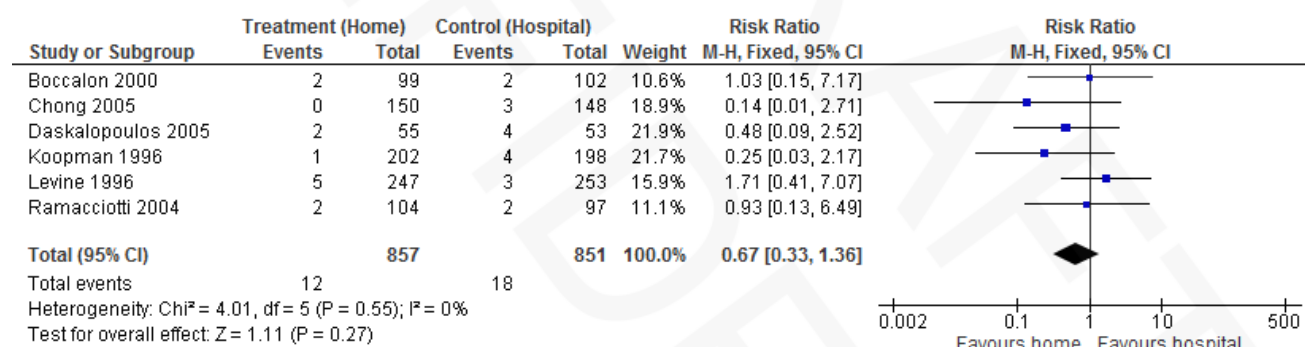 Treatment (Home) Control (Hospital) Risk Ratio Risk Ratio
Study or Subgroup Events Total Events Total Weight M-H, Fixed, 95% CI M-H, Fixed, 95% CI
Boccalon 2000 2 99 2 102 10.6% 1.03 [0.15, 7.17]
Chong 2005 0 150 3 148 18.9% 0.14 [0.01, 2.71]
Daskalopoulos 2005 2 55 4 53 21.9% 0.48 [0.09, 2.52]
Koopman 1996 1 202 4 198 21.7% 0.25 [0.03, 2.17]
Levine 1996 5 247 3 253 15.9% 1.71 [0.41, 7.07]
Ramacciotti 2004 2 104 2 97 11.1% 0.93 [0.13, 6.49]
Total (95% CI) 857 851 100.0% 0.67 [0.33, 1.36]
Total events 12 18
Heterogeneity: Chi² = 4.01, df = 5 (P = 0.55); I² = 0%
Test for overall effect: Z = 1.11 (P = 0.27)
0.002 0.1 1 10 500
Favours home Favours hospital